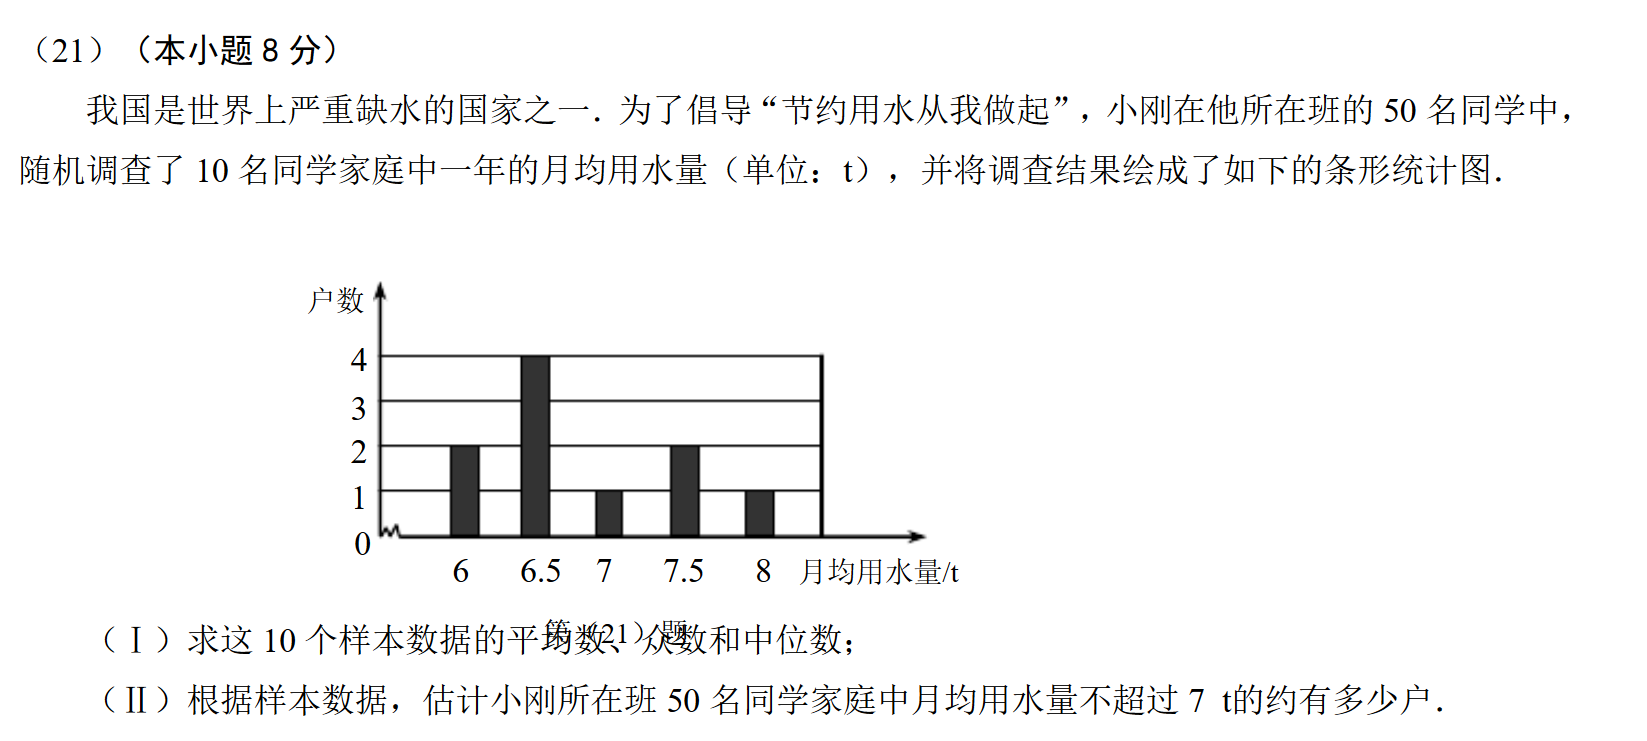 （21）（本小题 8 分）
我国是世界上严重缺水的国家之一．为了倡导“节约用水从我做起”，小刚在他所在班的 50 名同学中，
随机调查了 10 名同学家庭中一年的月均用水量（单位：t），并将调查结果绘成了如下的条形统计图．
户数
4
3
2
1
0
6 6.5 7 7.5 8 月均用水量/t
第（21）题
（Ⅰ）求这 10 个样本数据的平均数、众数和中位数；
（Ⅱ）根据样本数据，估计小刚所在班 50 名同学家庭中月均用水量不超过 7 t的约有多少户．